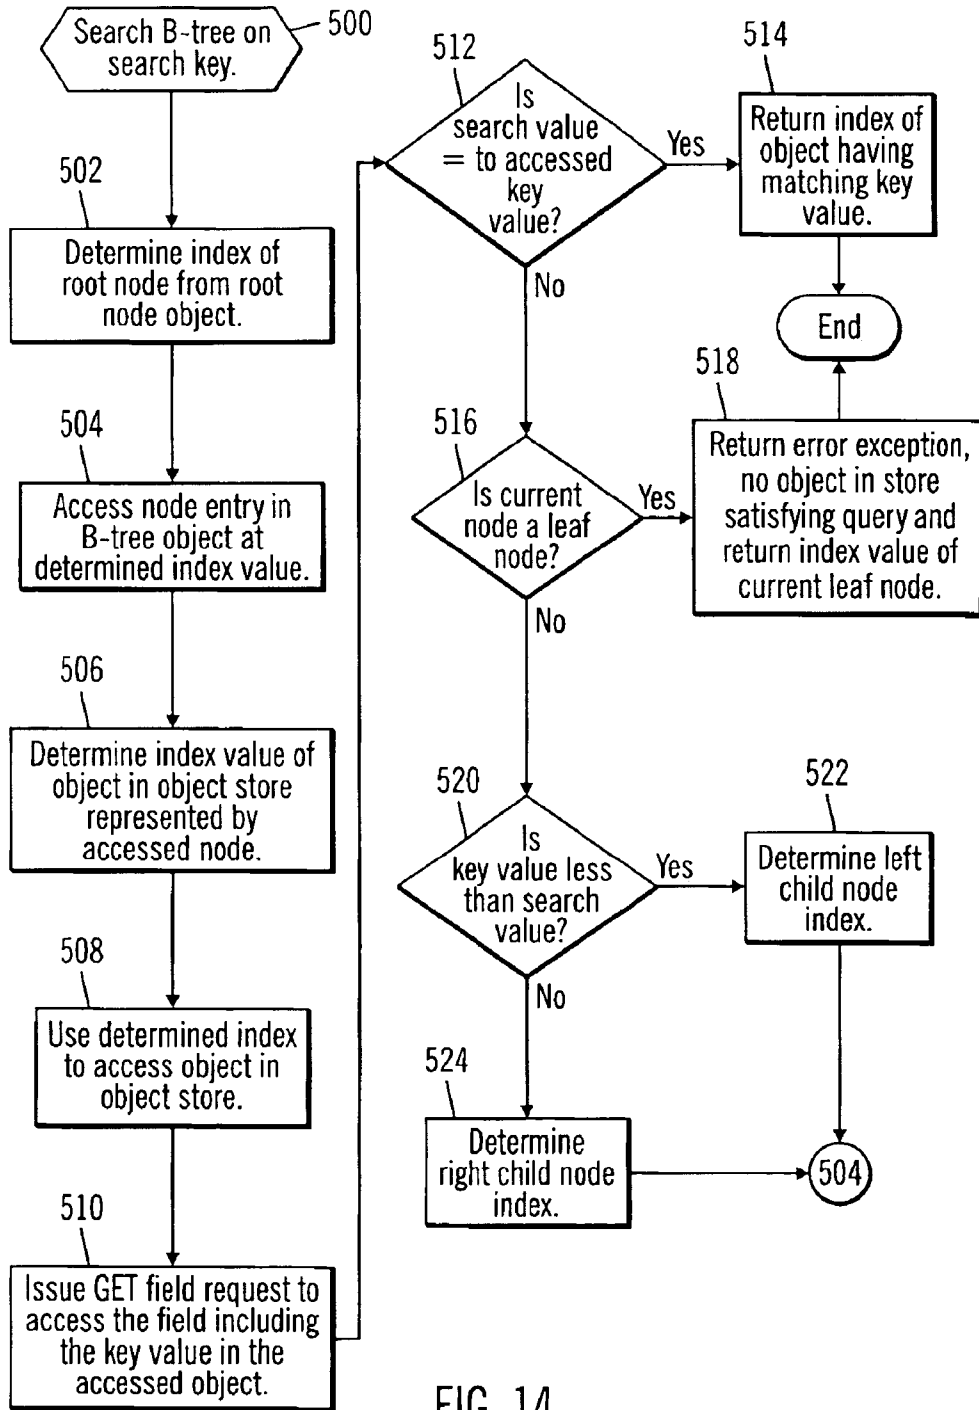 Search B-tree on
search key.
500
502
Determine index of
root node from root
node object.
504
Access node entry in
B-tree object at
determined index value.
506
Determine index value of
object in object store
represented by
accessed node.
508
Use determined index
to access object in
object store.
510
Issue GET field request to
access the field including
the key value in the
accessed object.
512
Is
search value
= to accessed
key
value?
Yes
No
514
Return index of
object having
matching key
value.
End
516
Is current
node a leaf
node?
Yes
No
518
Return error exception,
no object in store
satisfying query and
return index value of
current leaf node.
520
Is
key value less
than search
value?
Yes
No
522
Determine left
child node
index.
524
Determine
right child node
index.
504
FIG. 14